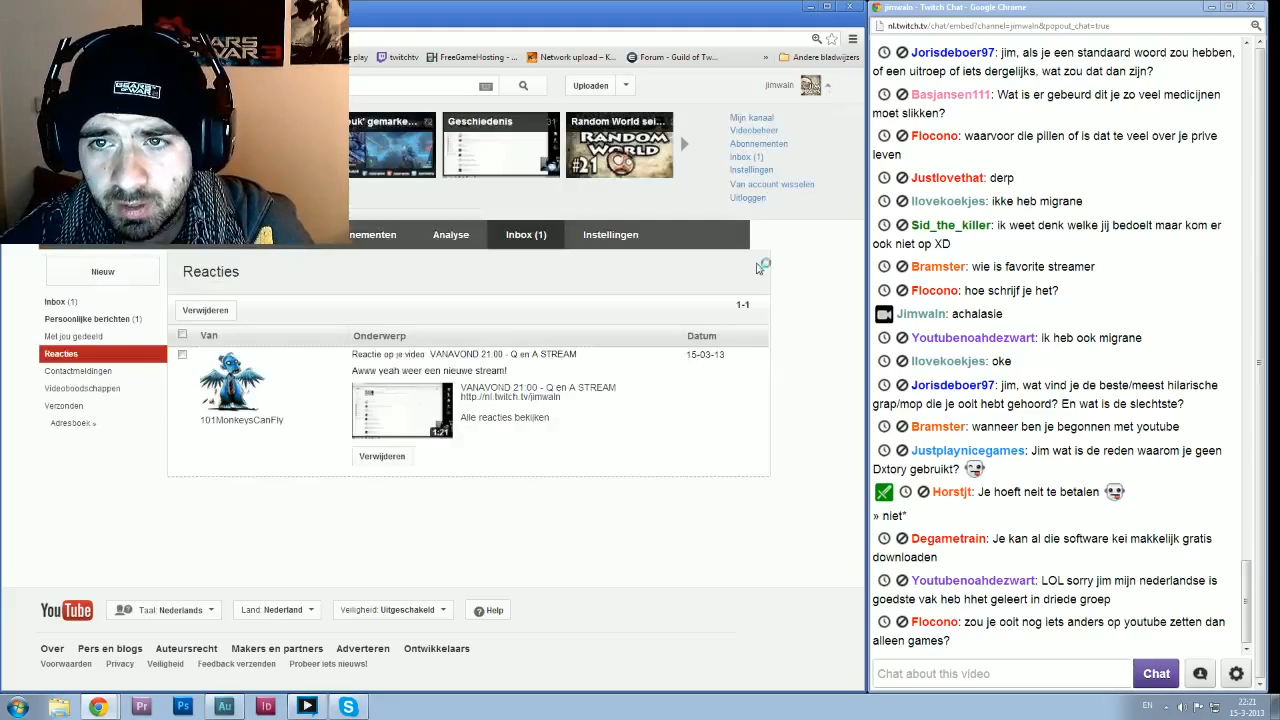 jimwaln - Twitch Chat - Google Chrome
nl.twitch.tv/chat/embed?channel=jimwaln&popout_chat=true
GEARS OF WAR
play twitchtv FreeGameHosting - ... Network upload – K... Forum - Guild of Tw... » Andere bladwijzers
Uploaden
jimwaln
uk' gemarke...
Geschiedenis 31
Random World sei...
RANDOM WORLD #21
Mijn kanaal
Videobeheer
Abonnementen
Inbox (1)
Instellingen
Van account wisselen
Uitloggen
nementen Analyse Inbox (1) Instellingen
Nieuw
Inbox (1)
Persoonlijke berichten (1)
Met jou gedeeld
Reacties
Contactmeldingen
Videoboodschappen
Verzonden
Adresboek »
Reacties
Verwijderen
1-1
Van Onderwerp Datum
Reactie op je video VANAVOND 21:00 - Q en A STREAM
15-03-13
Awww yeah weer een nieuwe stream!
101MonkeysCanFly
1:21
VANAVOND 21:00 - Q en A STREAM
http://nl.twitch.tv/jimwaln
Alle reacties bekijken
Verwijderen
YouTube
Taal: Nederlands
Land: Nederland
Veiligheid: Uitgeschakeld
Help
Over Pers en blogs Auteursrecht Makers en partners Adverteren Ontwikkelaars
Voorwaarden Privacy Veiligheid Feedback verzenden Probeer iets nieuws!
Jorisdeboer97: jim, als je een standaard woord zou hebben,
of een uitroep of iets dergelijks, wat zou dat dan zijn?
Basjansen111: Wat is er gebeurd dit je zo veel medicijnen
moet slikken?
Flocono: waarvoor die pillen of is dat te veel over je prive
leven
Justlovethat: derp
Ilovekoekjes: ikke heb migrane
Sid_the_killer: ik weet denk welke jij bedoelt maar kom er
ook niet op XD
Bramster: wie is favorite streamer
Flocono: hoe schrijf je het?
Jimwaln: achalasie
Youtubenoahdezwart: ik heb ook migrane
Ilovekoekjes: oke
Jorisdeboer97: jim, wat vind je de beste/meest hilarische
grap/mop die je ooit hebt gehoord? En wat is de slechtste?
Bramster: wanneer ben je begonnen met youtube
Justplaynicegames: Jim wat is de reden waarom je geen
Dxtory gebruikt?
Horstjt: Je hoeft neit te betalen
» niet*
Degametrain: Je kan al die software kei makkelijk gratis
downloaden
Youtubenoahdezwart: LOL sorry jim mijn nederlandse is
goedste vak heb hhet geleert in driede groep
Flocono: zou je ooit nog iets anders op youtube zetten dan
alleen games?
Chat about this video
Chat
Pr Ps Au Id
EN
22:21
15-3-2013